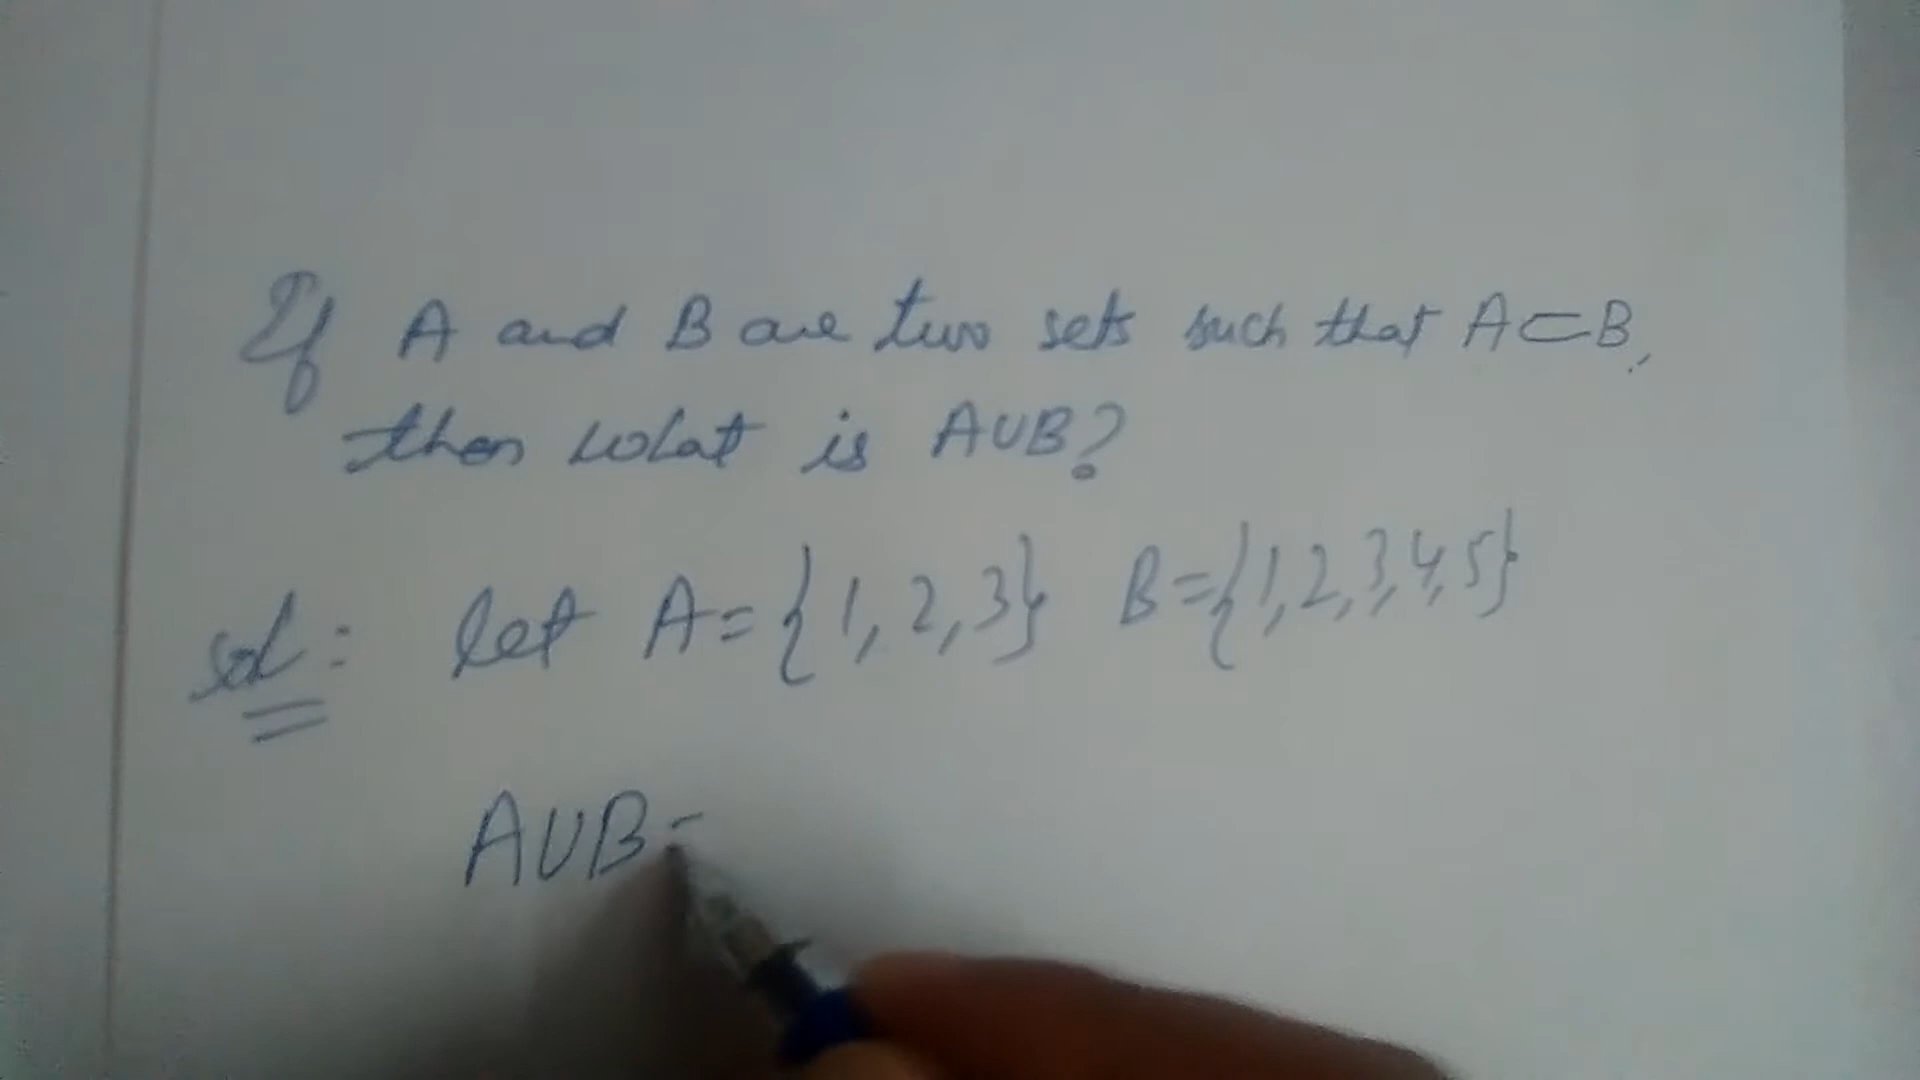 If A and B are two sets such that A⊂B,
then what is A∪B?
sol: let A={1,2,3} B={1,2,3,4,5}
A∪B=